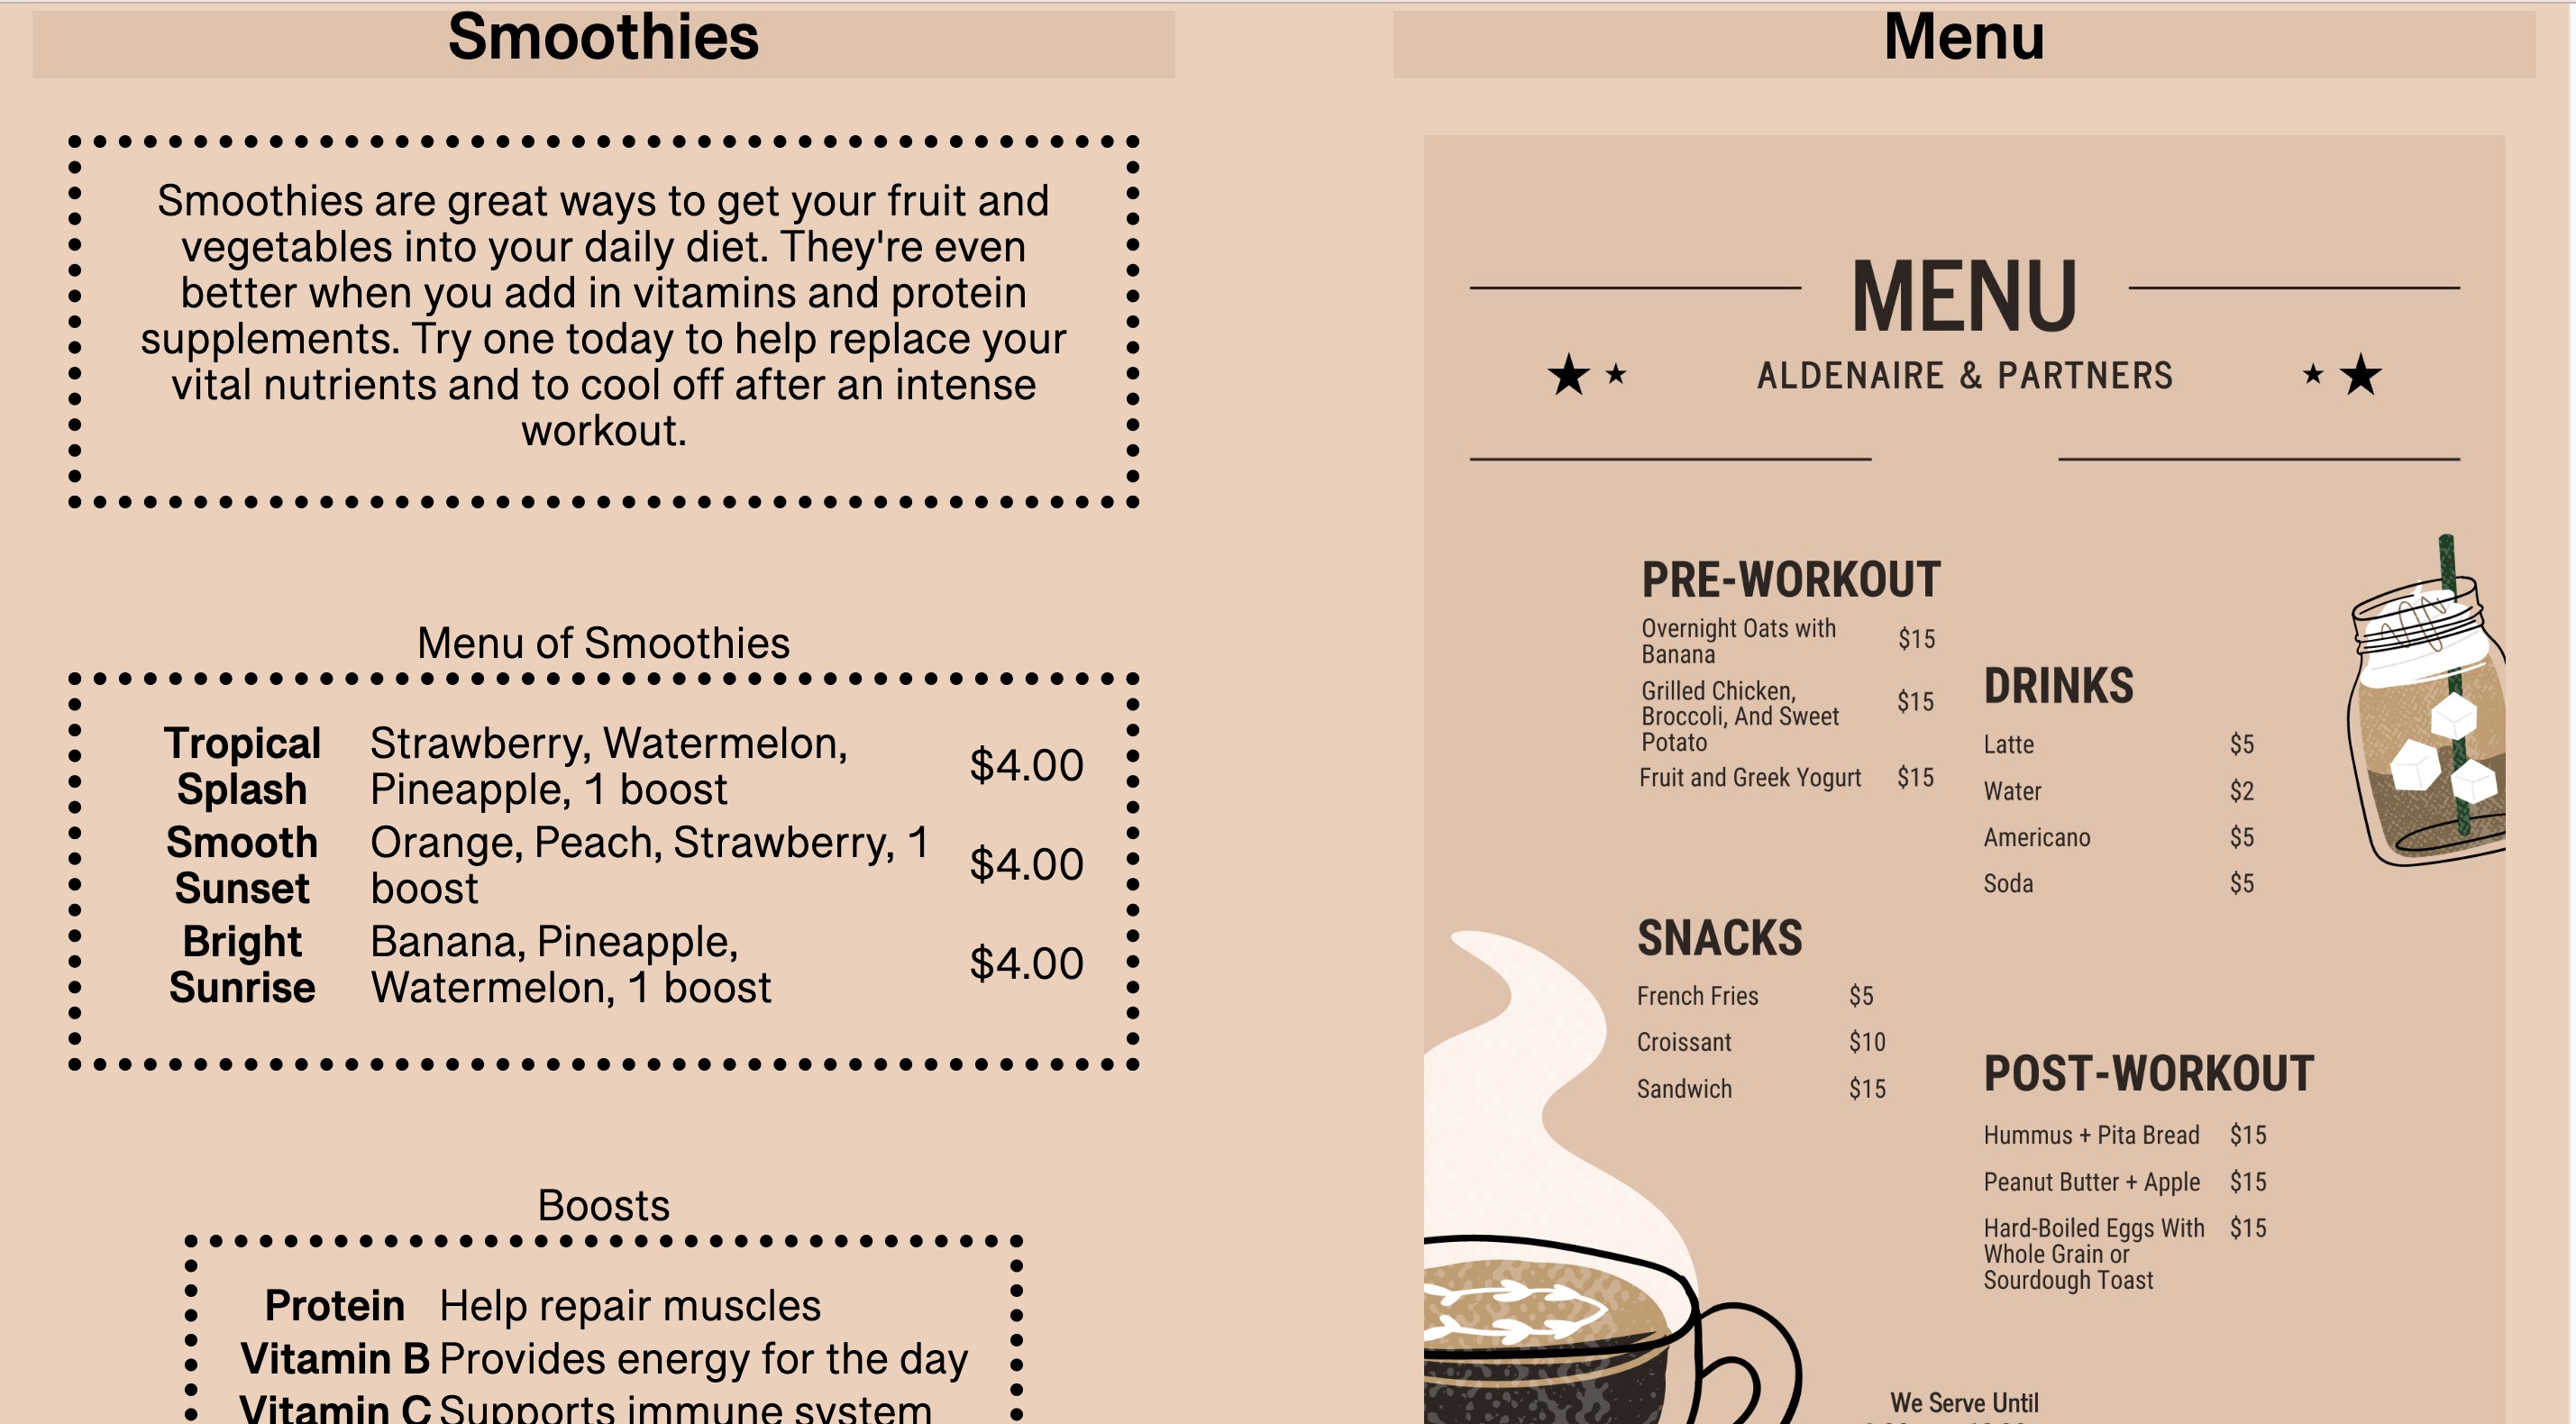 Smoothies
Smoothies are great ways to get your fruit and
vegetables into your daily diet. They're even
better when you add in vitamins and protein
supplements. Try one today to help replace your
vital nutrients and to cool off after an intense
workout.
Menu of Smoothies
Tropical Splash Strawberry, Watermelon, Pineapple, 1 boost $4.00
Smooth Sunset Orange, Peach, Strawberry, 1 boost $4.00
Bright Sunrise Banana, Pineapple, Watermelon, 1 boost $4.00
Boosts
Protein Help repair muscles
Vitamin B Provides energy for the day
Vitamin C Supports immune system
Menu
MENU
ALDENAIRE & PARTNERS
PRE-WORKOUT
Overnight Oats with
Banana $15
Grilled Chicken,
Broccoli, And Sweet $15
Potato
Fruit and Greek Yogurt $15
DRINKS
Latte $5
Water $2
Americano $5
Soda $5
SNACKS
French Fries $5
Croissant $10
Sandwich $15
POST-WORKOUT
Hummus + Pita Bread $15
Peanut Butter + Apple $15
Hard-Boiled Eggs With $15
Whole Grain or
Sourdough Toast
We Serve Until